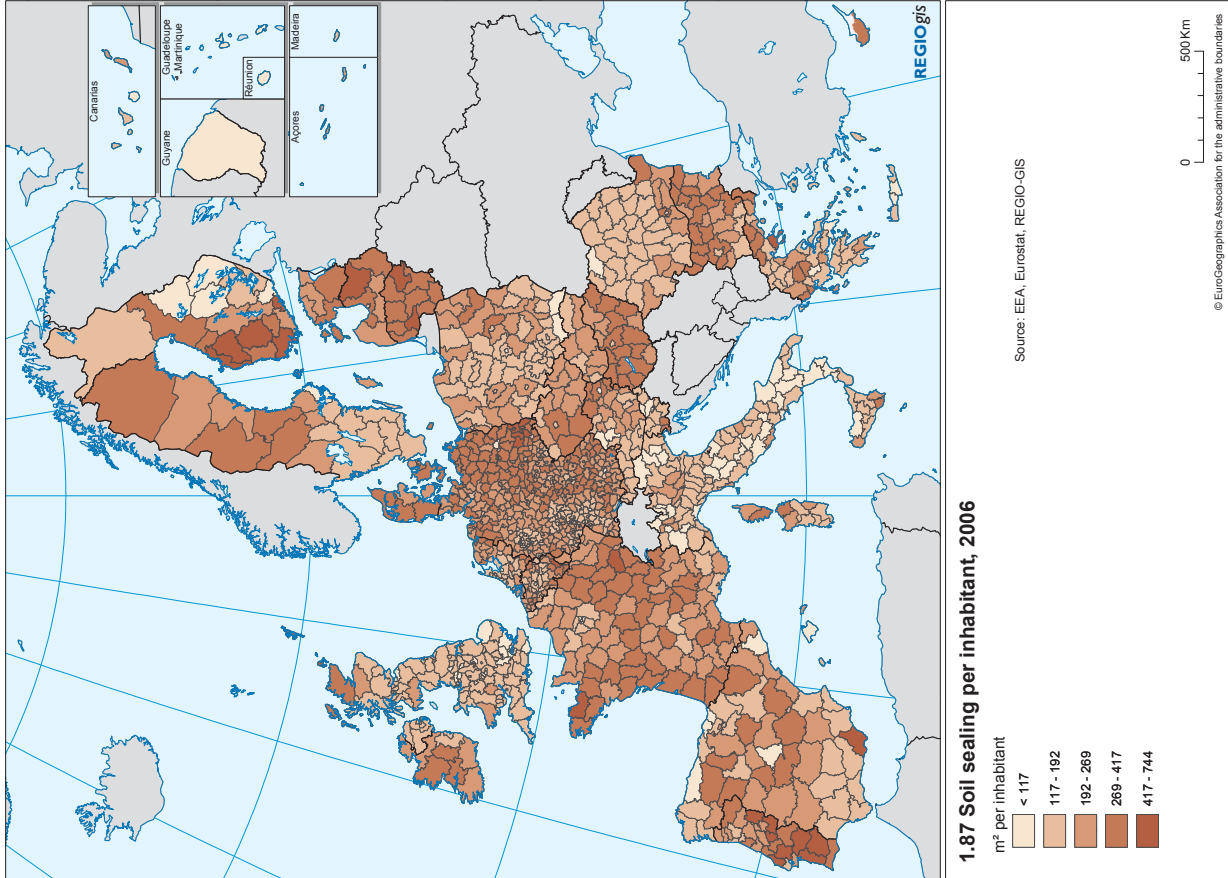 Canarias
Guyane
Guadeloupe
Martinique
Réunion
Açores
Madeira
REGIOgis
1.87 Soil sealing per inhabitant, 2006
m² per inhabitant
< 117
117 - 192
192 - 269
269 - 417
417 - 744
Source: EEA, Eurostat, REGIO-GIS
0 500 Km
© EuroGeographics Association for the administrative boundaries